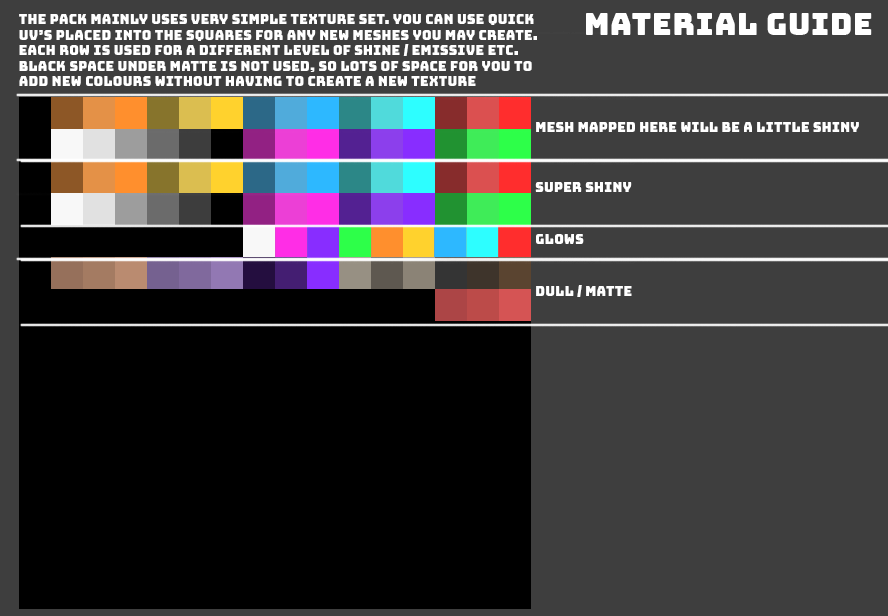 THE PACK MAINLY USES VERY SIMPLE TEXTURE SET. YOU CAN USE QUICK
UV'S PLACED INTO THE SQUARES FOR ANY NEW MESHES YOU MAY CREATE.
EACH ROW IS USED FOR A DIFFERENT LEVEL OF SHINE / EMISSIVE ETC.
BLACK SPACE UNDER MATTE IS NOT USED, SO LOTS OF SPACE FOR YOU TO
ADD NEW COLOURS WITHOUT HAVING TO CREATE A NEW TEXTURE
MATERIAL GUIDE
MESH MAPPED HERE WILL BE A LITTLE SHINY
SUPER SHINY
GLOWS
DULL / MATTE